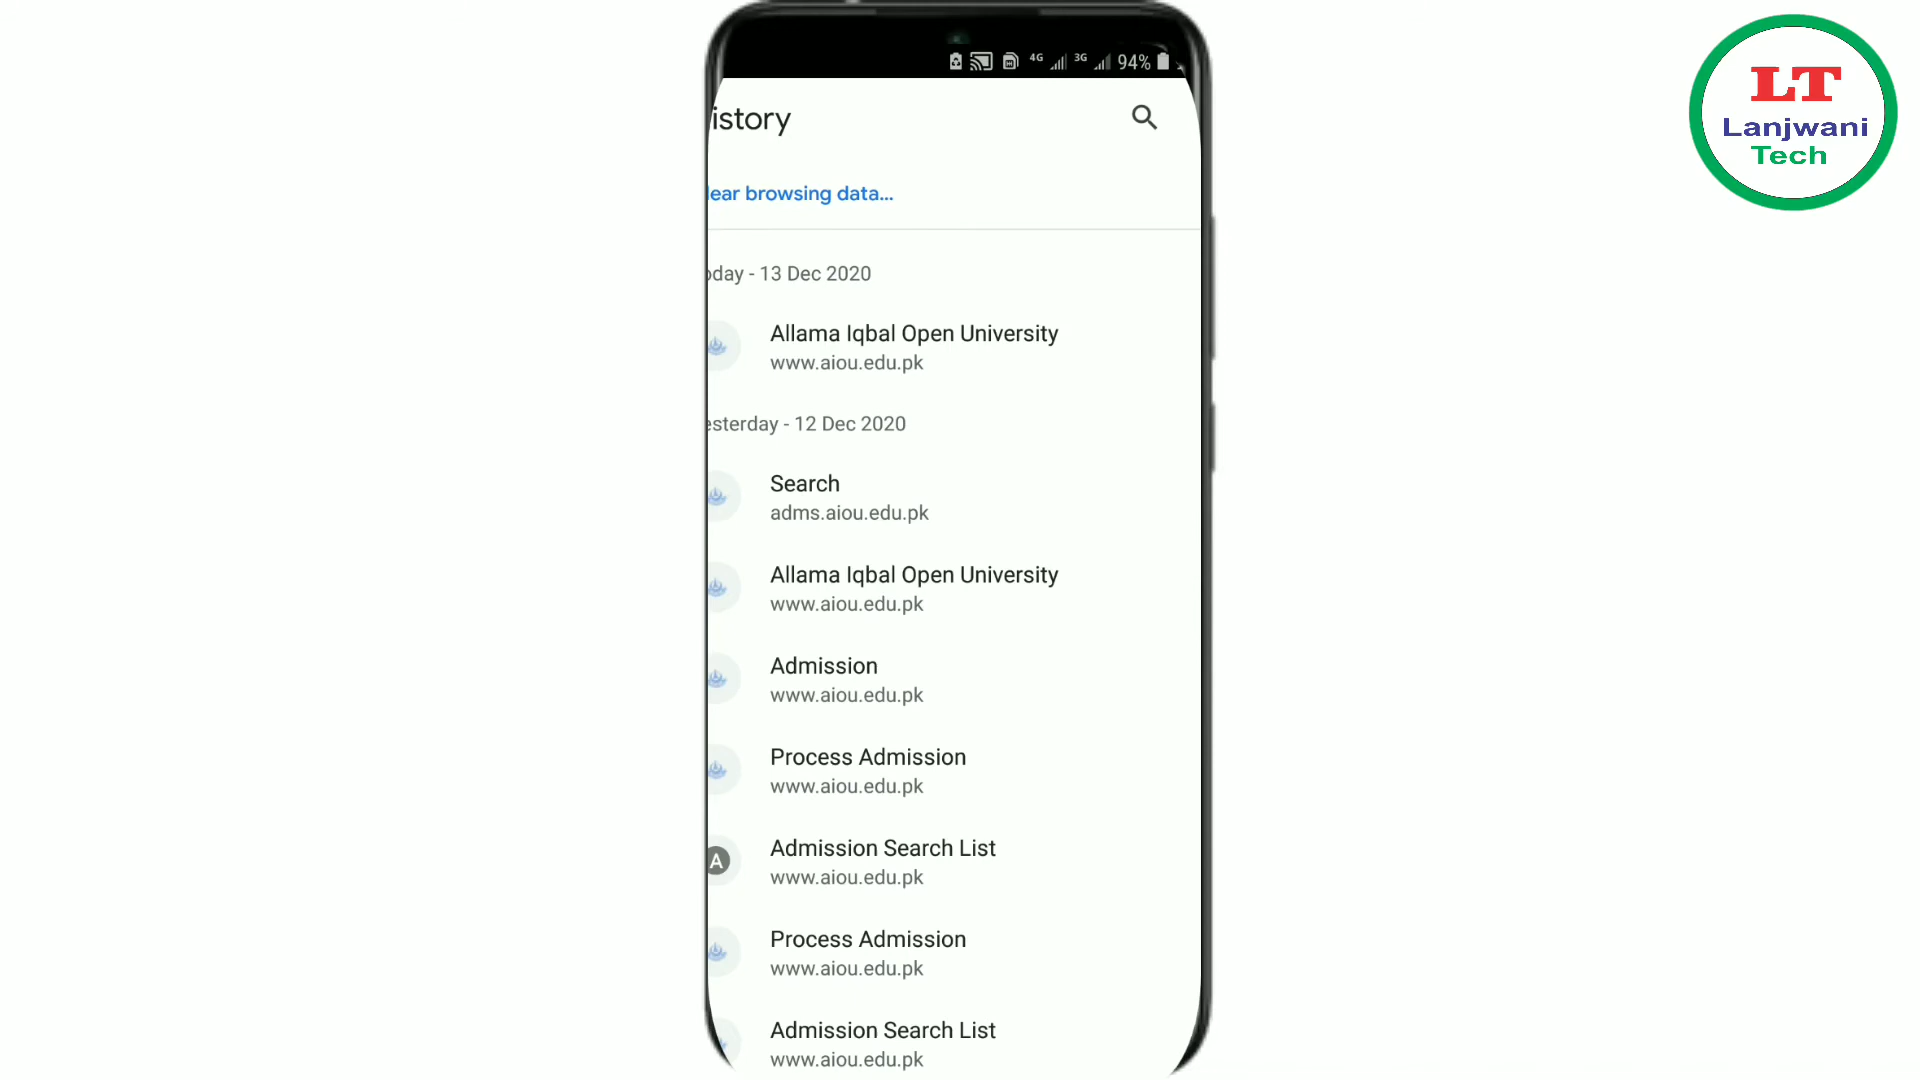 4G 3G 94%
istory
lear browsing data...
oday - 13 Dec 2020
Allama Iqbal Open University
www.aiou.edu.pk
esterday - 12 Dec 2020
Search
adms.aiou.edu.pk
Allama Iqbal Open University
www.aiou.edu.pk
Admission
www.aiou.edu.pk
Process Admission
www.aiou.edu.pk
A
Admission Search List
www.aiou.edu.pk
Process Admission
www.aiou.edu.pk
Admission Search List
www.aiou.edu.pk
LT
Lanjwani
Tech